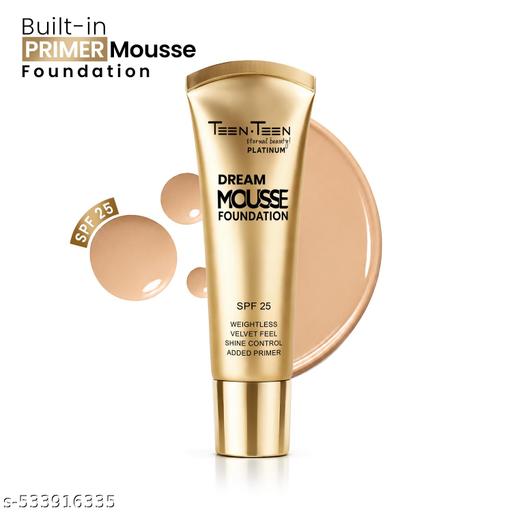 Built-in
PRIMER Mousse
Foundation
TEEN•TEEN
Eternal beauty!
PLATINUM
DREAM
MOUSSE
FOUNDATION
SPF 25
SPF 25
WEIGHTLESS
VELVET FEEL
SHINE CONTROL
ADDED PRIMER
s-533916335